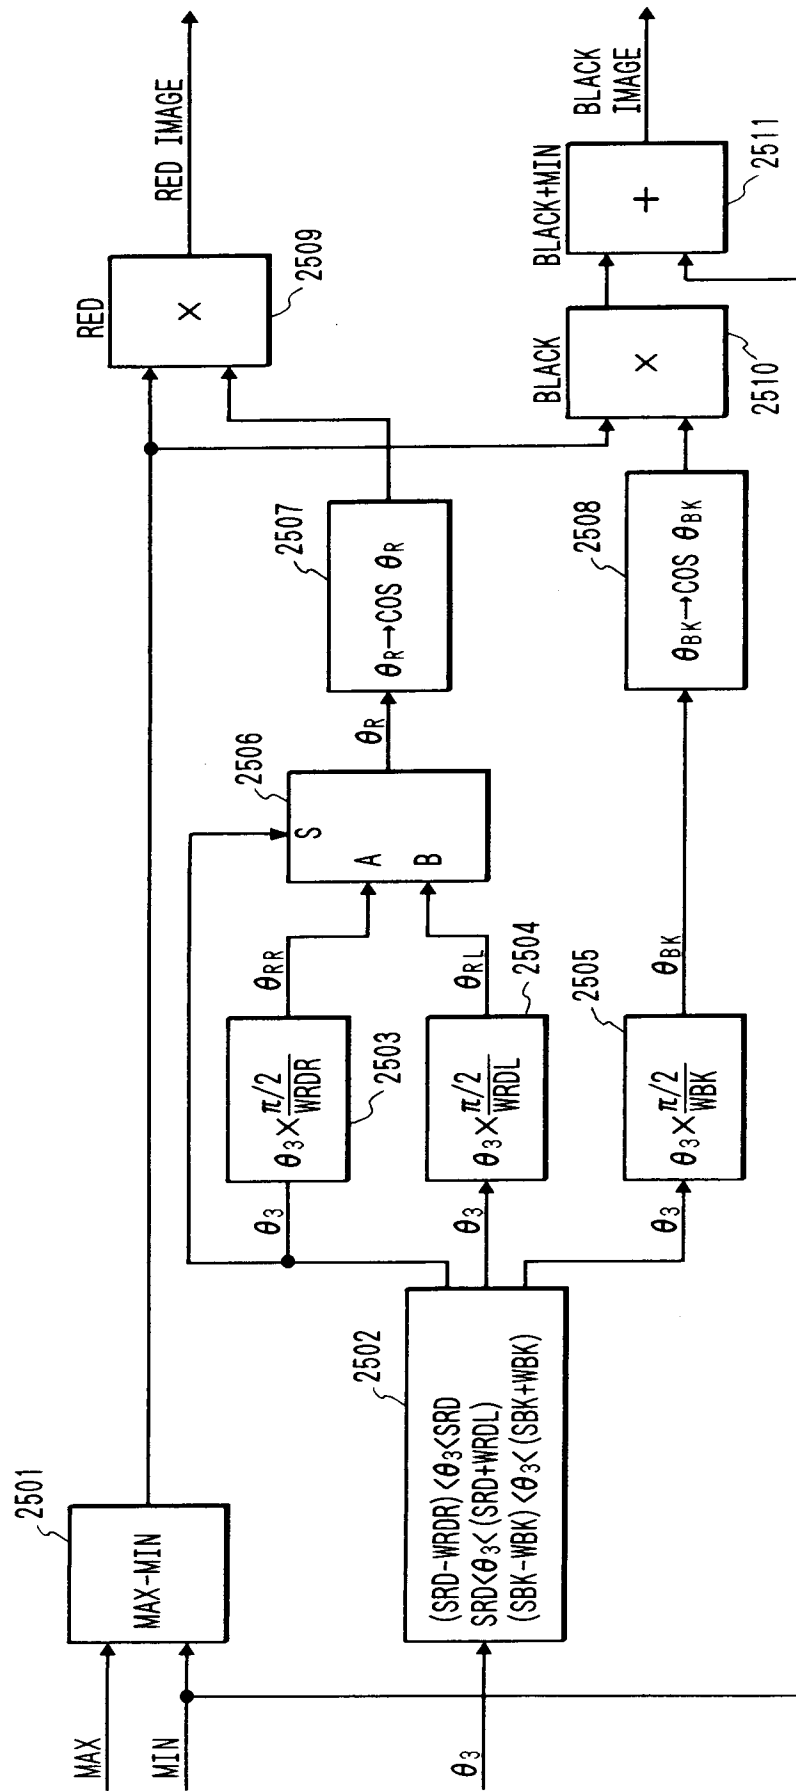 MAX
MIN
θ3
2501
MAX-MIN
2502
(SRD-WRDR)<θ3<SRD
SRD<θ3<(SRD+WRDL)
(SBK-WBK)<θ3<(SBK+WBK)
θ3
θ3
θ3
θ3×π/2
WRDR
2503
θ3×π/2
WRDL
2504
θ3×π/2
WBK
2505
θRR
θRL
θBK
2506
S
A
B
θR
2507
θR→COS θR
2508
θBK→COS θBK
RED
×
2509
RED IMAGE
BLACK
×
2510
BLACK+MIN
+
2511
BLACK
IMAGE